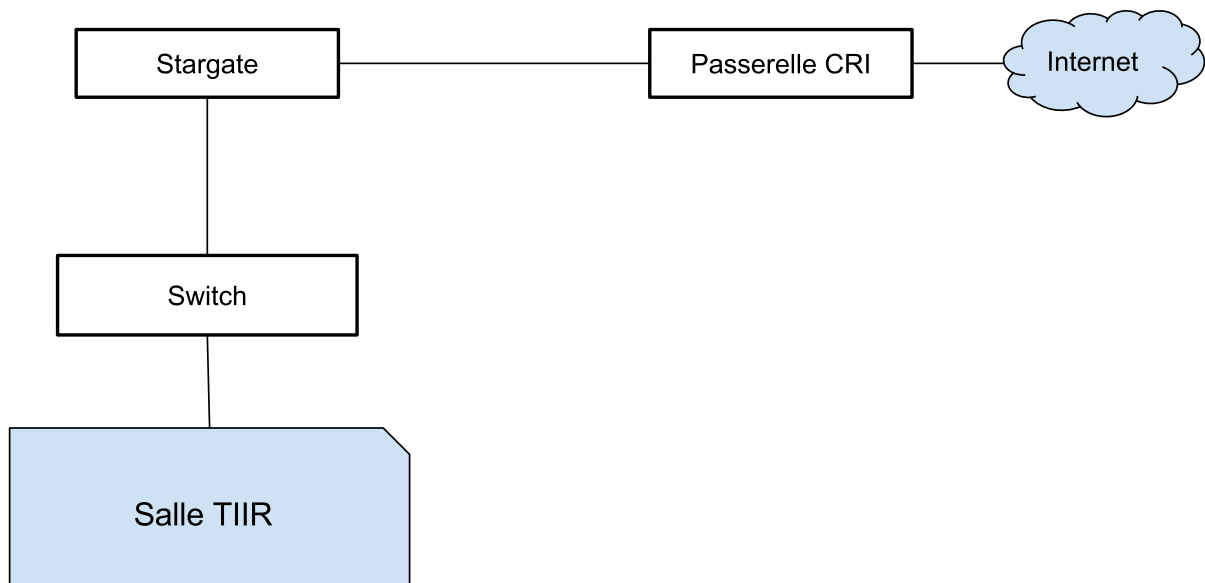 Stargate
Passerelle CRI
Internet
Switch
Salle TIIR